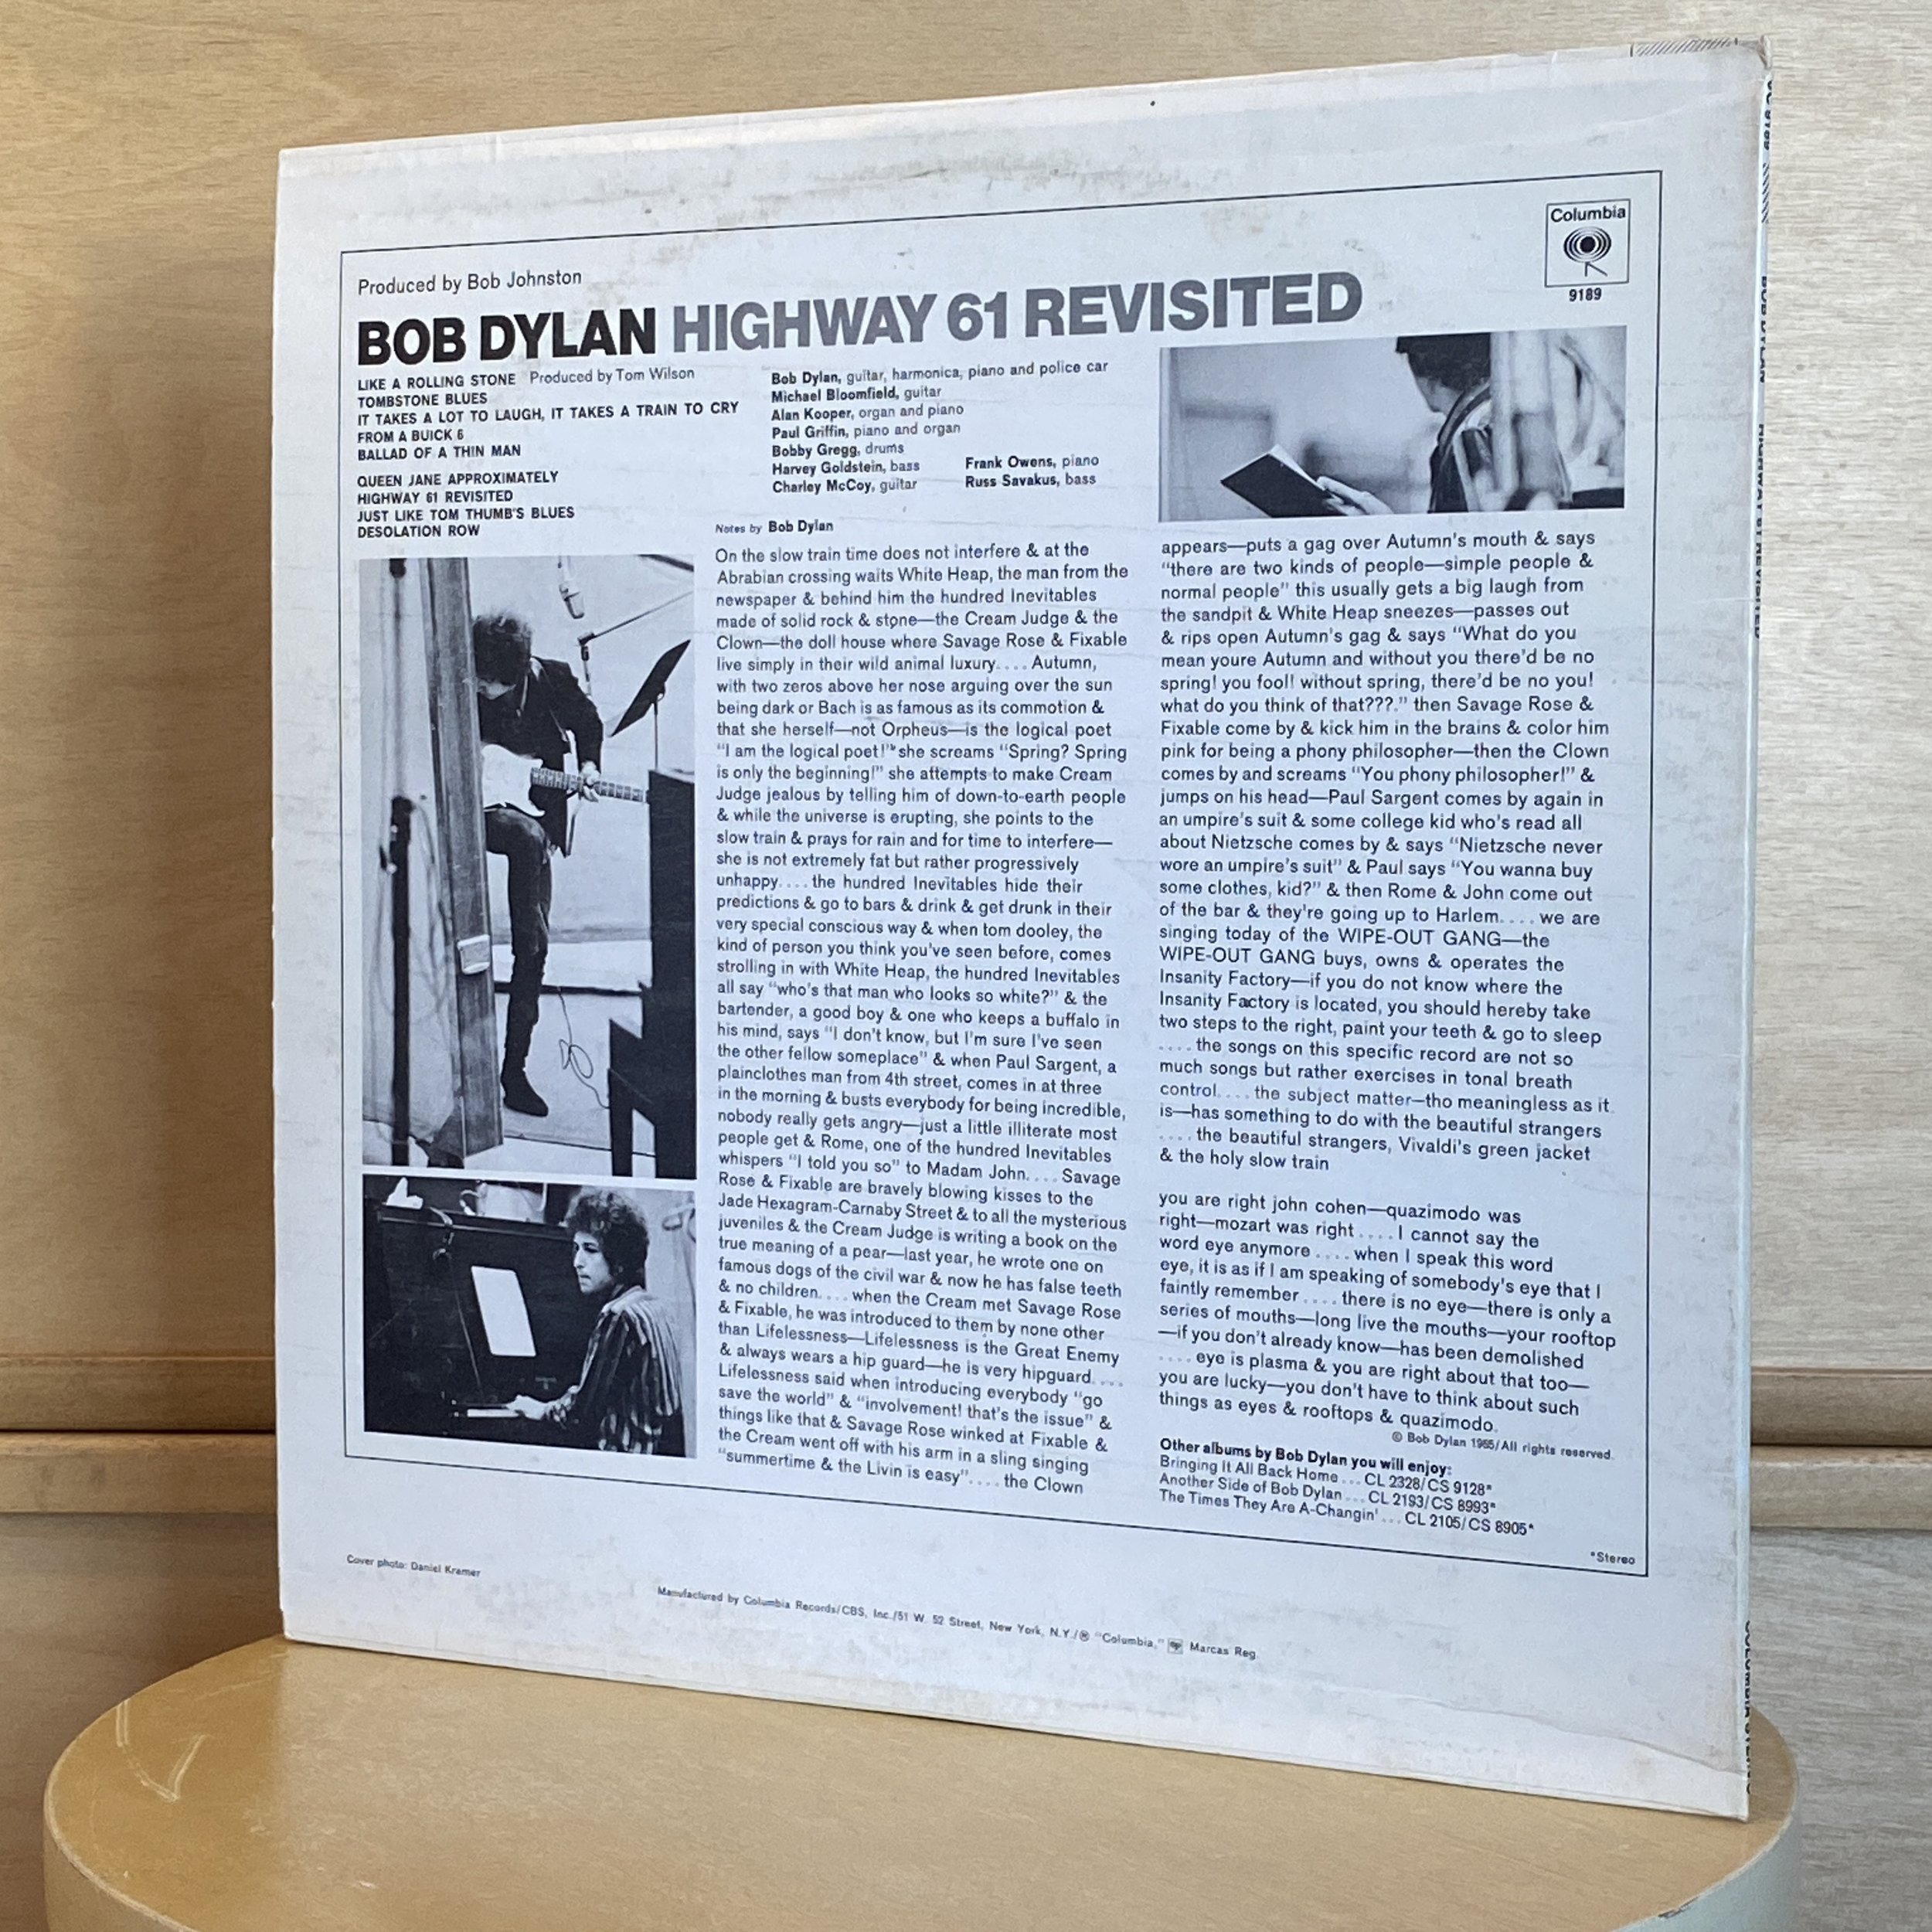 Columbia
9189
Produced by Bob Johnston
BOB DYLAN HIGHWAY 61 REVISITED
LIKE A ROLLING STONE Produced by Tom Wilson
TOMBSTONE BLUES
IT TAKES A LOT TO LAUGH, IT TAKES A TRAIN TO CRY
FROM A BUICK 6
BALLAD OF A THIN MAN
QUEEN JANE APPROXIMATELY
HIGHWAY 61 REVISITED
JUST LIKE TOM THUMB'S BLUES
DESOLATION ROW
Bob Dylan, guitar, harmonica, piano and police car
Michael Bloomfield, guitar
Alan Kooper, organ and piano
Paul Griffin, piano and organ
Bobby Gregg, drums
Harvey Goldstein, bass
Charley McCoy, guitar
Frank Owens, piano
Russ Savakus, bass
Notes by Bob Dylan
On the slow train time does not interfere & at the
Abrabian crossing waits White Heap, the man from the
newspaper & behind him the hundred Inevitables
made of solid rock & stone—the Cream Judge & the
Clown—the doll house where Savage Rose & Fixable
live simply in their wild animal luxury.... Autumn,
with two zeros above her nose arguing over the sun
being dark or Bach is as famous as its commotion &
that she herself—not Orpheus—is the logical poet
"I am the logical poet!" she screams "Spring? Spring
is only the beginning!" she attempts to make Cream
Judge jealous by telling him of down-to-earth people
& while the universe is erupting, she points to the
slow train & prays for rain and for time to interfere—
she is not extremely fat but rather progressively
unhappy.... the hundred Inevitables hide their
predictions & go to bars & drink & get drunk in their
very special conscious way & when tom dooley, the
kind of person you think you've seen before, comes
strolling in with White Heap, the hundred Inevitables
all say "who's that man who looks so white?" & the
bartender, a good boy & one who keeps a buffalo in
his mind, says "I don't know, but I'm sure I've seen
the other fellow someplace" & when Paul Sargent, a
plainclothes man from 4th street, comes in at three
in the morning & busts everybody for being incredible,
nobody really gets angry—just a little illiterate most
people get & Rome, one of the hundred Inevitables
whispers "I told you so" to Madam John.... Savage
Rose & Fixable are bravely blowing kisses to the
Jade Hexagram-Carnaby Street & to all the mysterious
juveniles & the Cream Judge is writing a book on the
true meaning of a pear—last year, he wrote one on
famous dogs of the civil war & now he has false teeth
& no children.... when the Cream met Savage Rose
& Fixable, he was introduced to them by none other
than Lifelessness—Lifelessness is the Great Enemy
& always wears a hip guard—he is very hipguard....
Lifelessness said when introducing everybody "go
save the world" & "involvement! that's the issue" &
things like that & Savage Rose winked at Fixable &
the Cream went off with his arm in a sling singing
"summertime & the Livin is easy".... the Clown
appears—puts a gag over Autumn's mouth & says
"there are two kinds of people—simple people &
normal people" this usually gets a big laugh from
the sandpit & White Heap sneezes—passes out
& rips open Autumn's gag & says "What do you
mean youre Autumn and without you there'd be no
spring! you fool! without spring, there'd be no you!
what do you think of that???." then Savage Rose &
Fixable come by & kick him in the brains & color him
pink for being a phony philosopher—then the Clown
comes by and screams "You phony philosopher!" &
jumps on his head—Paul Sargent comes by again in
an umpire's suit & some college kid who's read all
about Nietzsche comes by & says "Nietzsche never
wore an umpire's suit" & Paul says "You wanna buy
some clothes, kid?" & then Rome & John come out
of the bar & they're going up to Harlem.... we are
singing today of the WIPE-OUT GANG—the
WIPE-OUT GANG buys, owns & operates the
Insanity Factory—if you do not know where the
Insanity Factory is located, you should hereby take
two steps to the right, paint your teeth & go to sleep
.... the songs on this specific record are not so
much songs but rather exercises in tonal breath
control.... the subject matter—tho meaningless as it
is—has something to do with the beautiful strangers
.... the beautiful strangers, Vivaldi's green jacket
& the holy slow train
you are right john cohen—quazimodo was
right—mozart was right.... I cannot say the
word eye anymore.... when I speak this word
eye, it is as if I am speaking of somebody's eye that I
faintly remember.... there is no eye—there is only a
series of mouths—long live the mouths—your rooftop
—if you don't already know—has been demolished
.... eye is plasma & you are right about that too—
you are lucky—you don't have to think about such
things as eyes & rooftops & quazimodo.
© Bob Dylan 1965/All rights reserved.
Other albums by Bob Dylan you will enjoy:
Bringing It All Back Home... CL 2328/CS 9128*
Another Side of Bob Dylan... CL 2193/CS 8993*
The Times They Are A-Changin'... CL 2105/CS 8905*
*Stereo
Cover photo: Daniel Kramer
Manufactured by Columbia Records/CBS, Inc./51 W. 52 Street, New York, N.Y./® "Columbia," Marcas Reg.
BOB DYLAN HIGHWAY 61 REVISITED